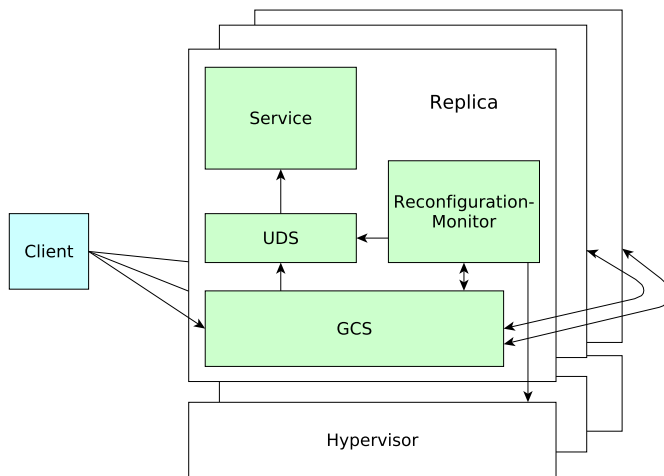 Service
Replica
Reconfiguration-
Monitor
Client
UDS
GCS
Hypervisor